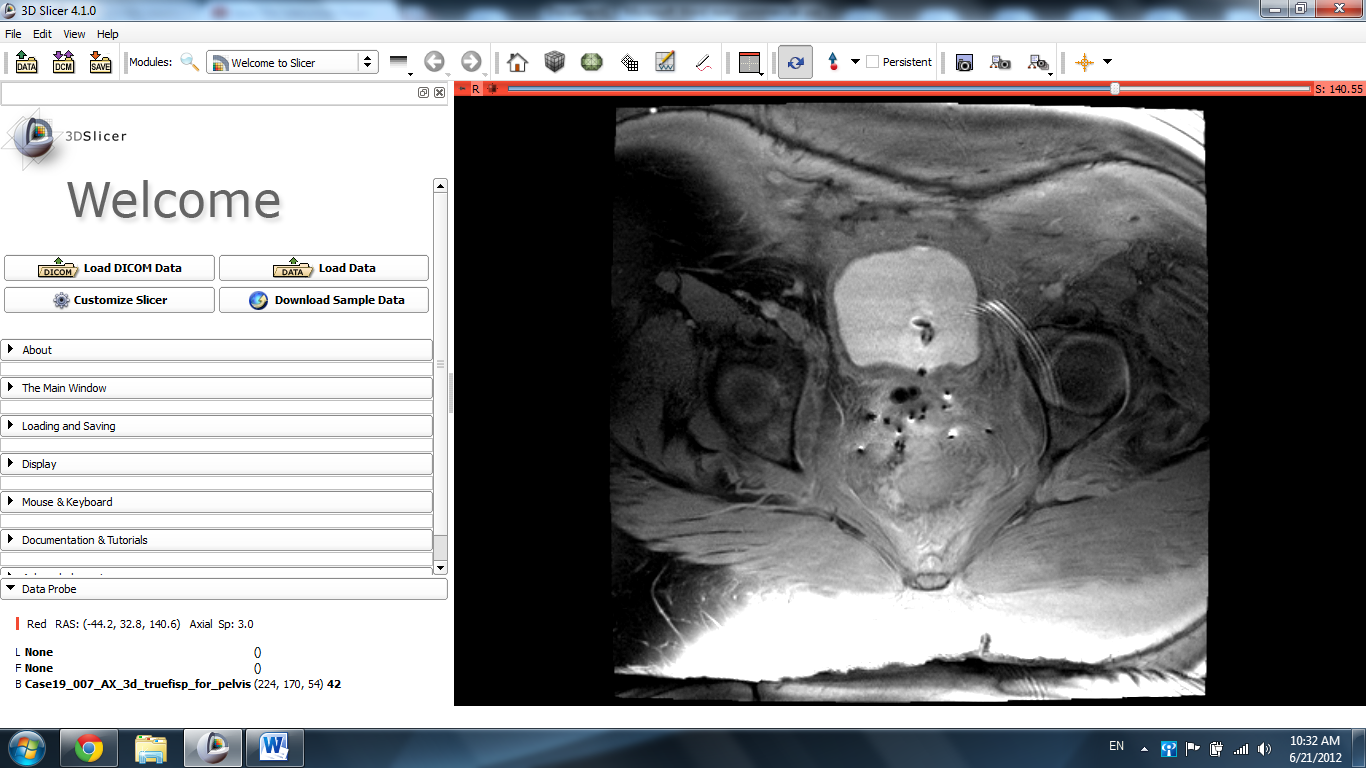 3D Slicer 4.1.0
File Edit View Help
DATA DCM SAVE Modules: Welcome to Slicer Persistent
R S: 140.55
3DSlicer
Welcome
DICOM Load DICOM Data DATA Load Data
Customize Slicer Download Sample Data
About
The Main Window
Loading and Saving
Display
Mouse & Keyboard
Documentation & Tutorials
Data Probe
Red RAS: (-44.2, 32.8, 140.6) Axial Sp: 3.0
L None ()
F None ()
B Case19_007_AX_3d_truefisp_for_pelvis (224, 170, 54) 42
EN 10:32 AM
6/21/2012